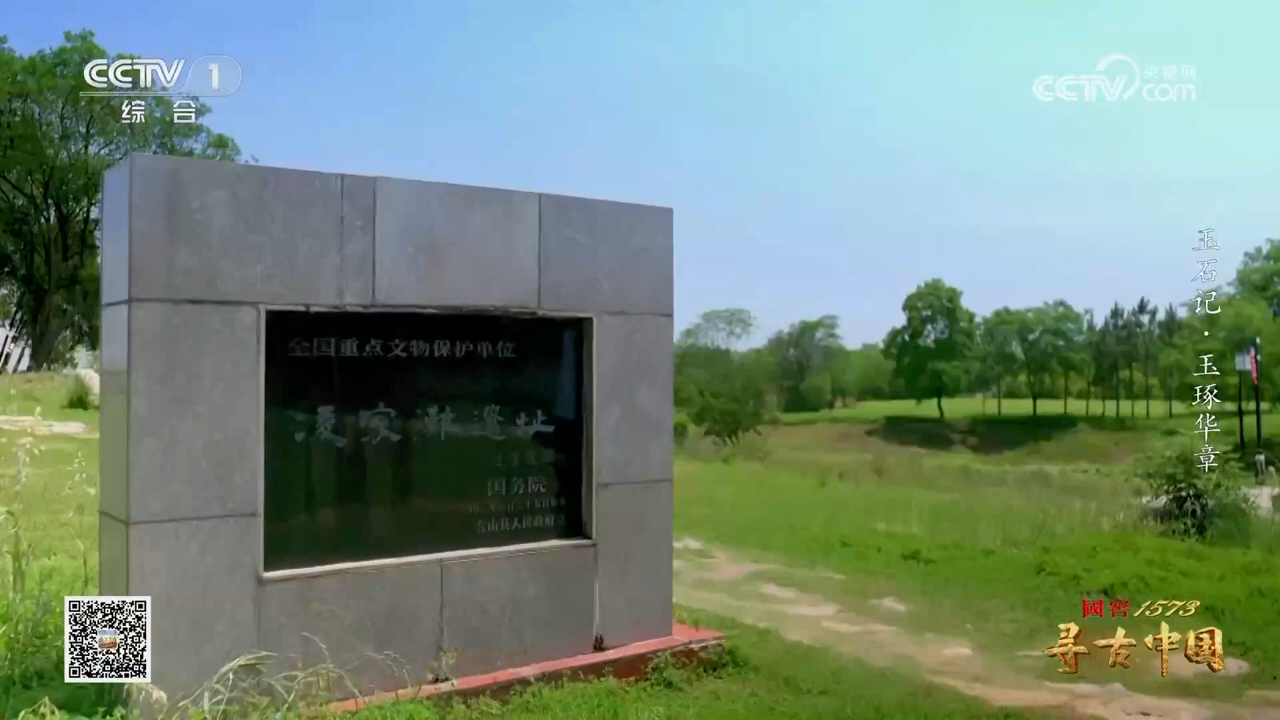 CCTV 1
综合
央视网
CCTV.com
玉石记·玉琢华章
全国重点文物保护单位
凌家滩遗址
国务院
含山县人民政府立
國窖1573
寻古中国